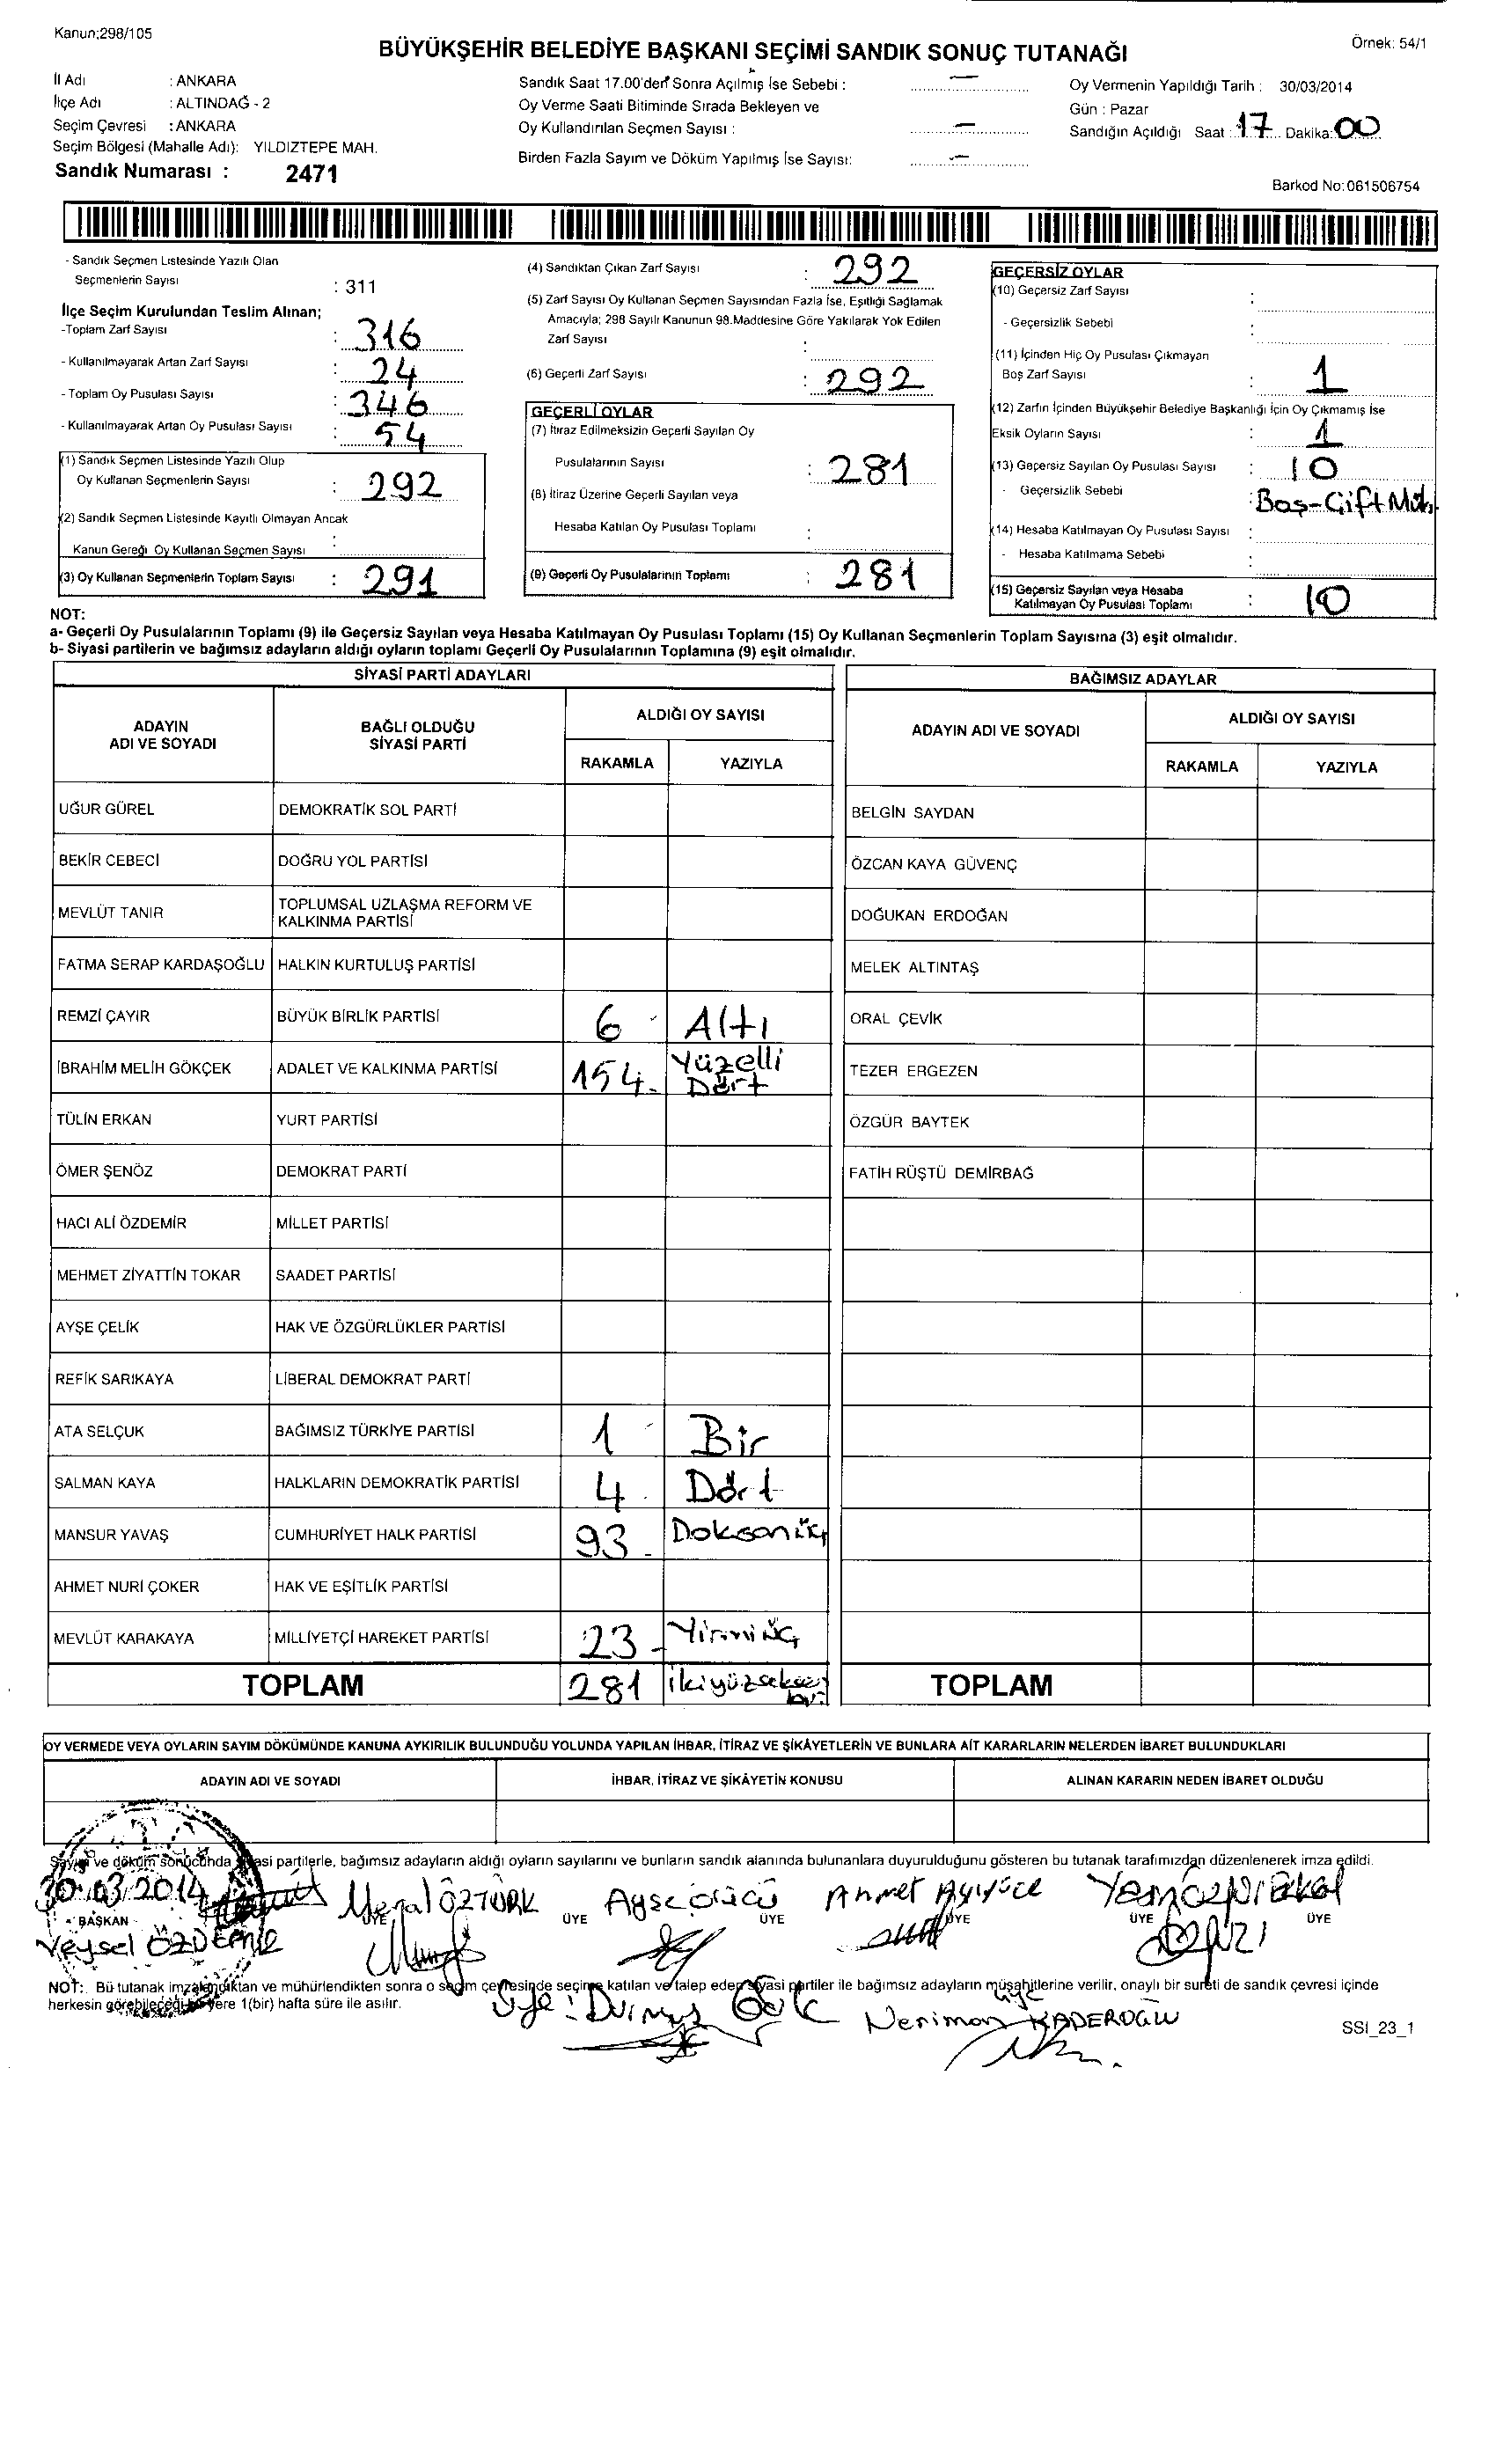 Kanun;298/105
Örnek: 54/1
BÜYÜKŞEHİR BELEDİYE BAŞKANI SEÇİMİ SANDIK SONUÇ TUTANAĞI
İl Adı : ANKARA
İlçe Adı : ALTINDAĞ - 2
Seçim Çevresi : ANKARA
Seçim Bölgesi (Mahalle Adı): YILDIZTEPE MAH.
Sandık Numarası : 2471
Sandık Saat 17.00'den Sonra Açılmış İse Sebebi : —
Oy Verme Saati Bitiminde Sırada Bekleyen ve
Oy Kullandırılan Seçmen Sayısı : —
Birden Fazla Sayım ve Döküm Yapılmış İse Sayısı: —
Oy Vermenin Yapıldığı Tarih : 30/03/2014
Gün : Pazar
Sandığın Açıldığı Saat : 17 Dakika: 00
Barkod No:061506754
- Sandık Seçmen Listesinde Yazılı Olan
Seçmenlerin Sayısı : 311
İlçe Seçim Kurulundan Teslim Alınan;
-Toplam Zarf Sayısı : 316
- Kullanılmayarak Artan Zarf Sayısı : 24
- Toplam Oy Pusulası Sayısı : 346
- Kullanılmayarak Artan Oy Pusulası Sayısı : 54
(1) Sandık Seçmen Listesinde Yazılı Olup
Oy Kullanan Seçmenlerin Sayısı : 292
(2) Sandık Seçmen Listesinde Kayıtlı Olmayan Ancak
Kanun Gereği Oy Kullanan Seçmen Sayısı :
(3) Oy Kullanan Seçmenlerin Toplam Sayısı : 291
(4) Sandıktan Çıkan Zarf Sayısı : 292
(5) Zarf Sayısı Oy Kullanan Seçmen Sayısından Fazla İse, Eşitliği Sağlamak
Amacıyla; 298 Sayılı Kanunun 98.Maddesine Göre Yakılarak Yok Edilen
Zarf Sayısı :
(6) Geçerli Zarf Sayısı : 292
GEÇERLİ OYLAR
(7) İtiraz Edilmeksizin Geçerli Sayılan Oy
Pusulalarının Sayısı : 281
(8) İtiraz Üzerine Geçerli Sayılan veya
Hesaba Katılan Oy Pusulası Toplamı :
(9) Geçerli Oy Pusulalarının Toplamı : 281
GEÇERSİZ OYLAR
(10) Geçersiz Zarf Sayısı :
- Geçersizlik Sebebi :
(11) İçinden Hiç Oy Pusulası Çıkmayan
Boş Zarf Sayısı : 1
(12) Zarfın İçinden Büyükşehir Belediye Başkanlığı İçin Oy Çıkmamış İse
Eksik Oyların Sayısı : 1
(13) Geçersiz Sayılan Oy Pusulası Sayısı : 10
- Geçersizlik Sebebi : Boş-Çift
(14) Hesaba Katılmayan Oy Pusulası Sayısı :
- Hesaba Katılmama Sebebi :
(15) Geçersiz Sayılan veya Hesaba
Katılmayan Oy Pusulası Toplamı : 10
NOT:
a- Geçerli Oy Pusulalarının Toplamı (9) ile Geçersiz Sayılan veya Hesaba Katılmayan Oy Pusulası Toplamı (15) Oy Kullanan Seçmenlerin Toplam Sayısına (3) eşit olmalıdır.
b- Siyasi partilerin ve bağımsız adayların aldığı oyların toplamı Geçerli Oy Pusulalarının Toplamına (9) eşit olmalıdır.
SİYASİ PARTİ ADAYLARI
ADAYIN ADI VE SOYADI
BAĞLI OLDUĞU SİYASİ PARTİ
ALDIĞI OY SAYISI
RAKAMLA YAZIYLA
UĞUR GÜREL DEMOKRATİK SOL PARTİ
BEKİR CEBECİ DOĞRU YOL PARTİSİ
MEVLÜT TANIR TOPLUMSAL UZLAŞMA REFORM VE
KALKINMA PARTİSİ
FATMA SERAP KARDAŞOĞLU HALKIN KURTULUŞ PARTİSİ
REMZİ ÇAYIR BÜYÜK BİRLİK PARTİSİ 6 Altı
İBRAHİM MELİH GÖKÇEK ADALET VE KALKINMA PARTİSİ 154 Yüzelli
Dört
TÜLİN ERKAN YURT PARTİSİ
ÖMER ŞENÖZ DEMOKRAT PARTİ
HACI ALİ ÖZDEMİR MİLLET PARTİSİ
MEHMET ZİYATTİN TOKAR SAADET PARTİSİ
AYŞE ÇELİK HAK VE ÖZGÜRLÜKLER PARTİSİ
REFİK SARIKAYA LİBERAL DEMOKRAT PARTİ
ATA SELÇUK BAĞIMSIZ TÜRKİYE PARTİSİ 1 Bir
SALMAN KAYA HALKLARIN DEMOKRATİK PARTİSİ 4 Dört
MANSUR YAVAŞ CUMHURİYET HALK PARTİSİ 93 Doksanüç
AHMET NURİ ÇOKER HAK VE EŞİTLİK PARTİSİ
MEVLÜT KARAKAYA MİLLİYETÇİ HAREKET PARTİSİ 23 Yirmiüç
TOPLAM 281 İkiyüzseksen
bir
BAĞIMSIZ ADAYLAR
ADAYIN ADI VE SOYADI
ALDIĞI OY SAYISI
RAKAMLA YAZIYLA
BELGİN SAYDAN
ÖZCAN KAYA GÜVENÇ
DOĞUKAN ERDOĞAN
MELEK ALTINTAŞ
ORAL ÇEVİK
TEZER ERGEZEN
ÖZGÜR BAYTEK
FATİH RÜŞTÜ DEMİRBAĞ
TOPLAM
OY VERMEDE VEYA OYLARIN SAYIM DÖKÜMÜNDE KANUNA AYKIRILIK BULUNDUĞU YOLUNDA YAPILAN İHBAR, İTİRAZ VE ŞİKÂYETLERİN VE BUNLARA AİT KARARLARIN NELERDEN İBARET BULUNDUKLARI
ADAYIN ADI VE SOYADI İHBAR, İTİRAZ VE ŞİKÂYETİN KONUSU ALINAN KARARIN NEDEN İBARET OLDUĞU
Sayım ve döküm sonucunda siyasi partilerle, bağımsız adayların aldığı oyların sayılarını ve bunların sandık alanında bulunanlara duyurulduğunu gösteren bu tutanak tarafımızdan düzenlenerek imza edildi.
30.03.2014 Meral ÖZTÜRK Ayşe Ahmet
BAŞKAN ÜYE ÜYE ÜYE ÜYE ÜYE ÜYE
Veysel ÖZDEMİR
NOT: Bu tutanak imzalandıktan ve mühürlendikten sonra o seçim çevresinde seçime katılan ve talep eden siyasi partiler ile bağımsız adayların müşahitlerine verilir, onaylı bir sureti de sandık çevresi içinde
herkesin görebileceği bir yere 1(bir) hafta süre ile asılır.
Üye : Durmuş
üye
Neriman KADEROĞLU
SSI_23_1